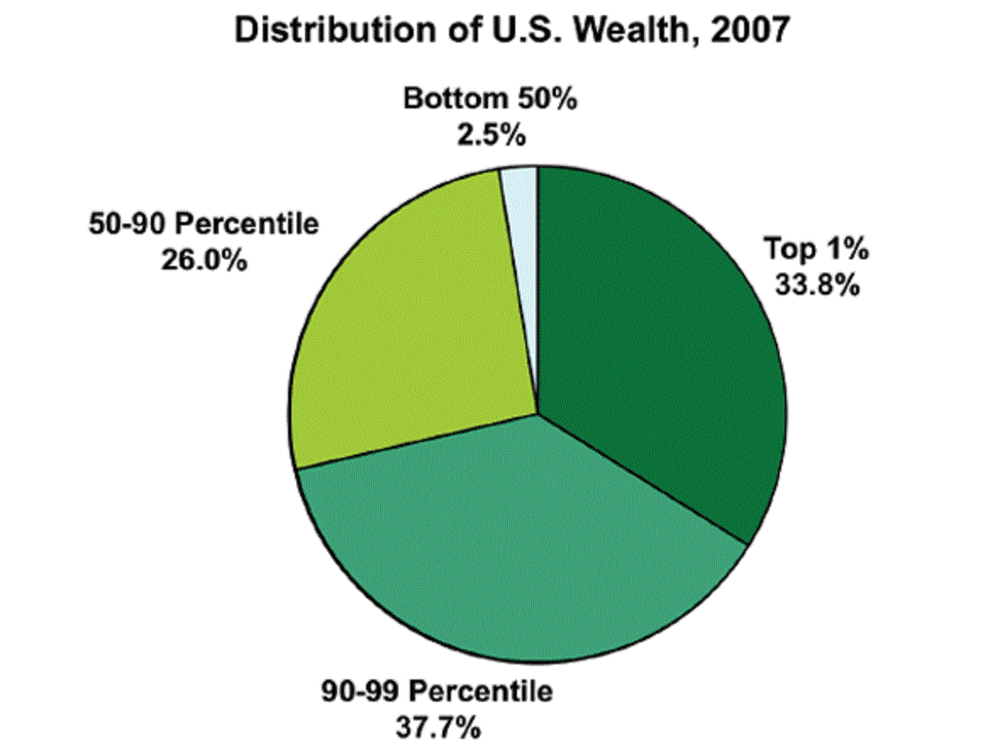 Distribution of U.S. Wealth, 2007
Bottom 50%
2.5%
50-90 Percentile
26.0%
Top 1%
33.8%
90-99 Percentile
37.7%